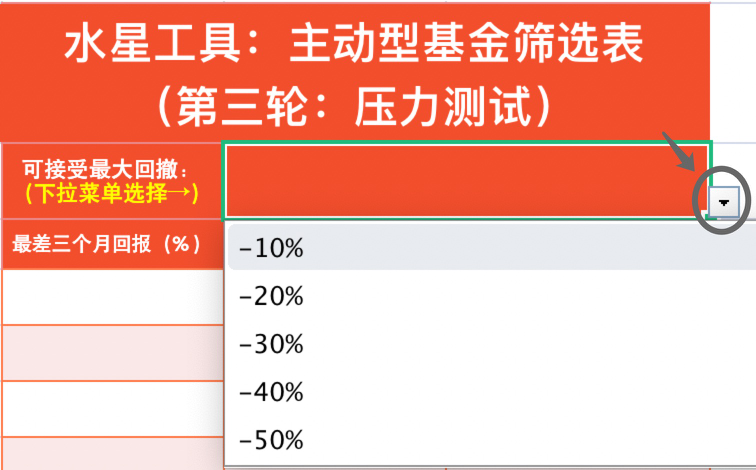 水星工具：主动型基金筛选表
（第三轮：压力测试）
可接受最大回撤：
(下拉菜单选择→)
最差三个月回报（%）
-10%
-20%
-30%
-40%
-50%